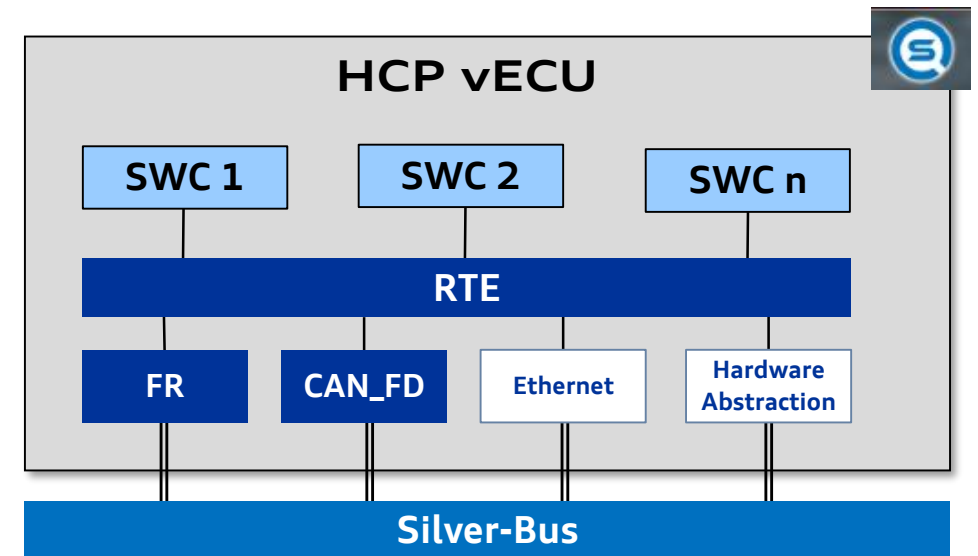 S
HCP vECU
SWC 1
SWC 2
SWC n
RTE
FR
CAN_FD
Ethernet
Hardware
Abstraction
Silver-Bus